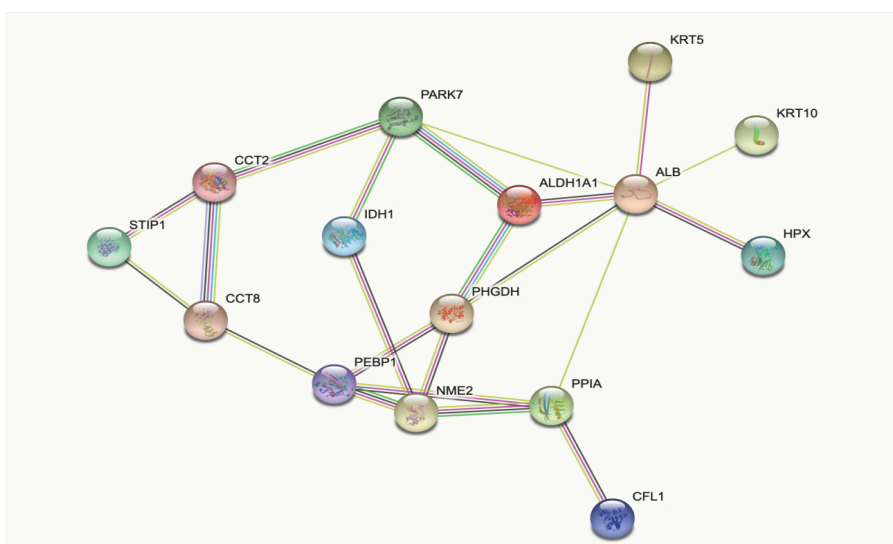 KRT5
PARK7
KRT10
CCT2
ALDH1A1
ALB
IDH1
STIP1
HPX
PHGDH
CCT8
PEBP1
NME2
PPIA
CFL1